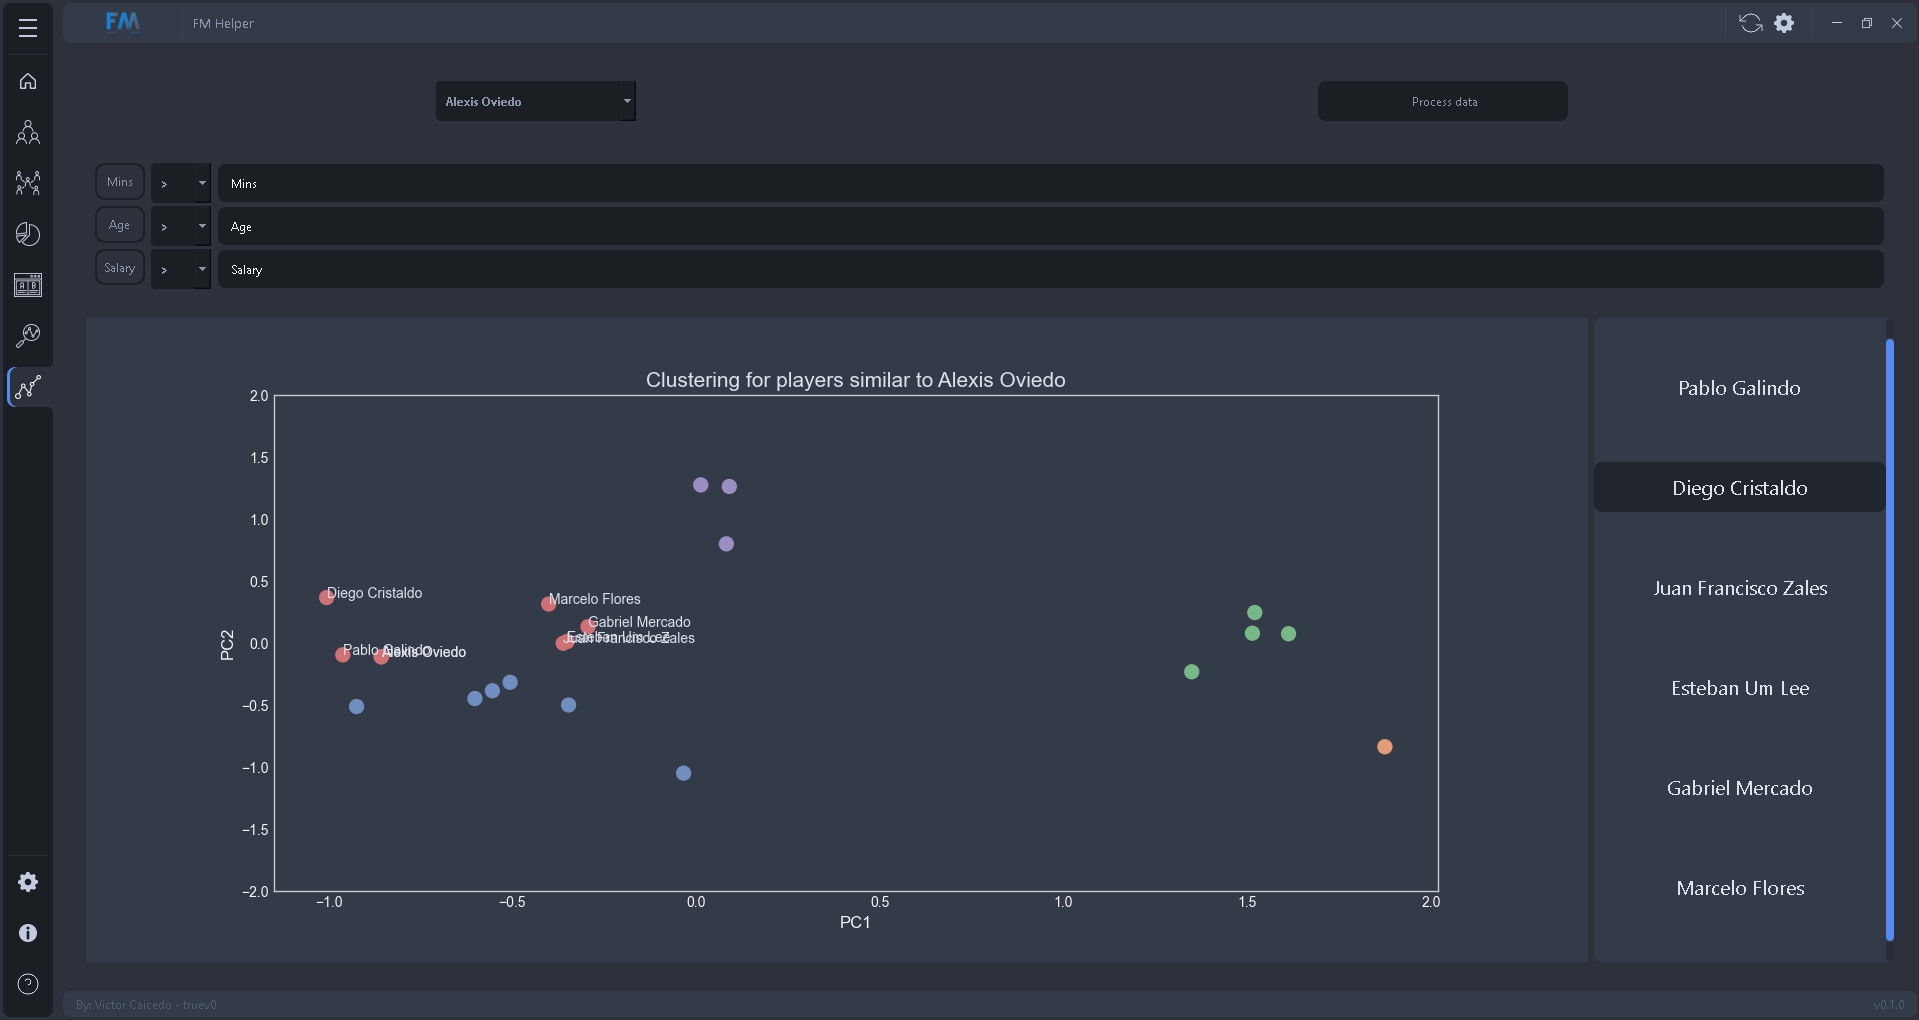 FM
FM Helper
Alexis Oviedo
Process data
Mins
>
Mins
Age
>
Age
Salary
>
Salary
A B
Clustering for players similar to Alexis Oviedo
2.0
1.5
1.0
0.5
0.0
−0.5
−1.0
−1.5
−2.0
PC2
Diego Cristaldo
Marcelo Flores
Gabriel Mercado
Esteban Um Lee
Juan Francisco Zales
Pablo Galindo
Alexis Oviedo
−1.0
−0.5
0.0
0.5
1.0
1.5
2.0
PC1
Pablo Galindo
Diego Cristaldo
Juan Francisco Zales
Esteban Um Lee
Gabriel Mercado
Marcelo Flores
By: Victor Caicedo - truev0
v0.1.0